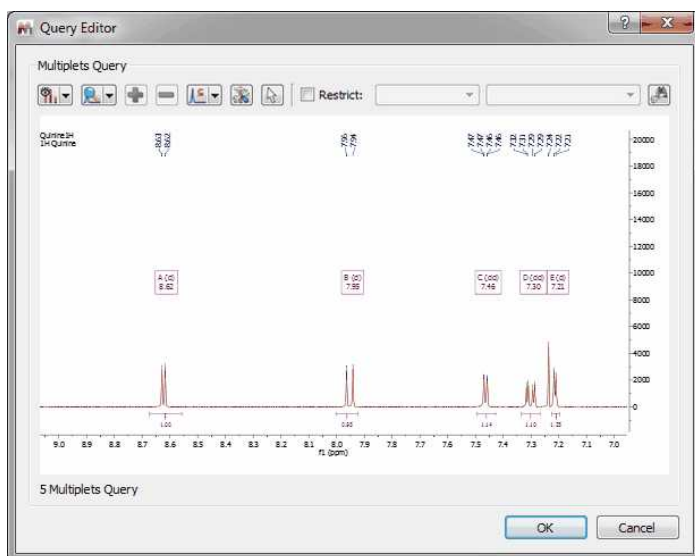 Query Editor
Multiplets Query
Restrict:
Quinine1H
1H Quinine
8.63
8.62
7.96
7.94
7.47
7.47
7.46
7.46
7.32
7.31
7.29
7.29
7.24
7.22
7.21
20000
18000
16000
14000
12000
10000
8000
6000
4000
2000
0
A (d)
8.62
B (d)
7.95
C (dd)
7.46
D (dd)
7.30
E (d)
7.21
1.00
1.14
1.10
9.0 8.9 8.8 8.7 8.6 8.5 8.4 8.3 8.2 8.1 8.0 7.9 7.8 7.7 7.6 7.5 7.4 7.3 7.2 7.1 7.0
f1 (ppm)
5 Multiplets Query
OK
Cancel